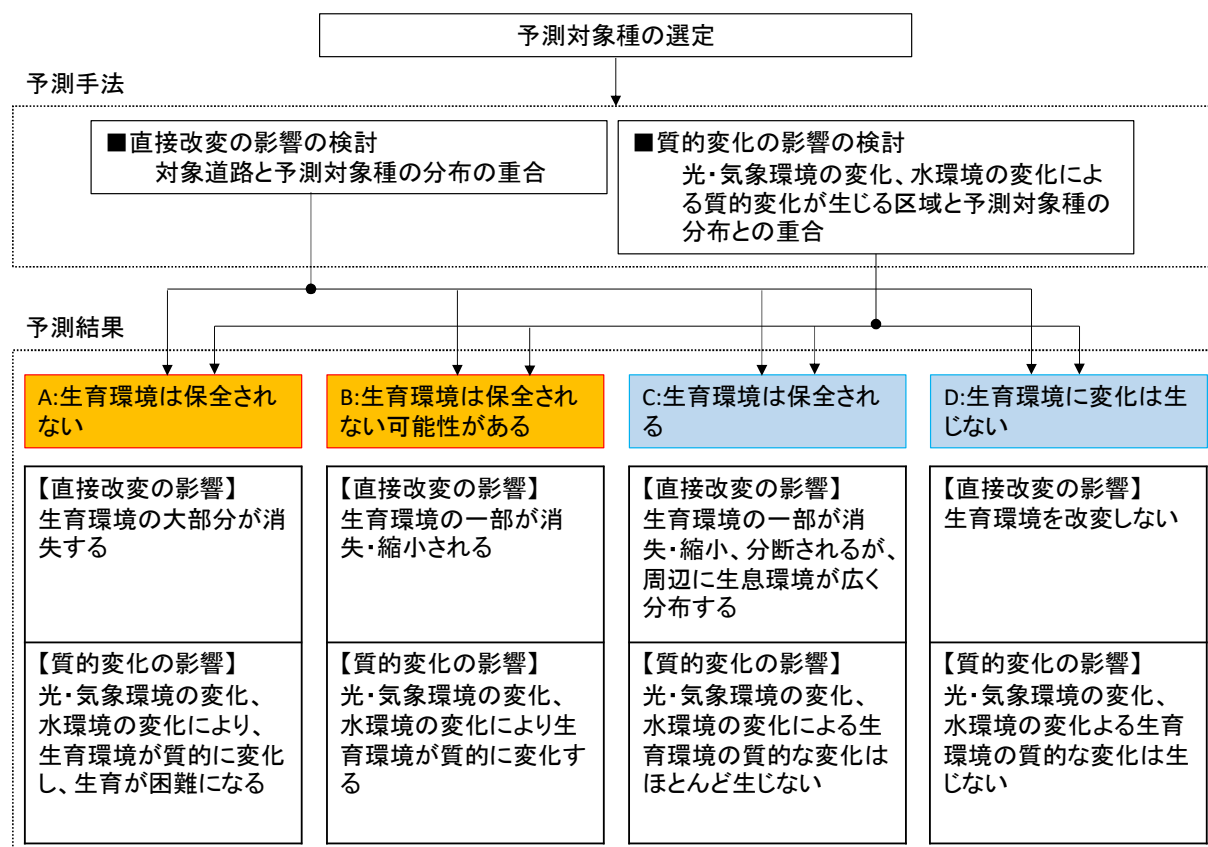 予測対象種の選定
予測手法
■直接改変の影響の検討
対象道路と予測対象種の分布の重合
■質的変化の影響の検討
光・気象環境の変化、水環境の変化によ
る質的変化が生じる区域と予測対象種の
分布との重合
予測結果
A:生育環境は保全され
ない
B:生育環境は保全され
ない可能性がある
C:生育環境は保全され
る
D:生育環境に変化は生
じない
【直接改変の影響】
生育環境の大部分が消
失する
【直接改変の影響】
生育環境の一部が消
失・縮小される
【直接改変の影響】
生育環境の一部が消
失・縮小、分断されるが、
周辺に生息環境が広く
分布する
【直接改変の影響】
生育環境を改変しない
【質的変化の影響】
光・気象環境の変化、
水環境の変化により、
生育環境が質的に変化
し、生育が困難になる
【質的変化の影響】
光・気象環境の変化、
水環境の変化により生
育環境が質的に変化す
る
【質的変化の影響】
光・気象環境の変化、
水環境の変化による生
育環境の質的な変化は
ほとんど生じない
【質的変化の影響】
光・気象環境の変化、
水環境の変化よる生育
環境の質的な変化は生
じない